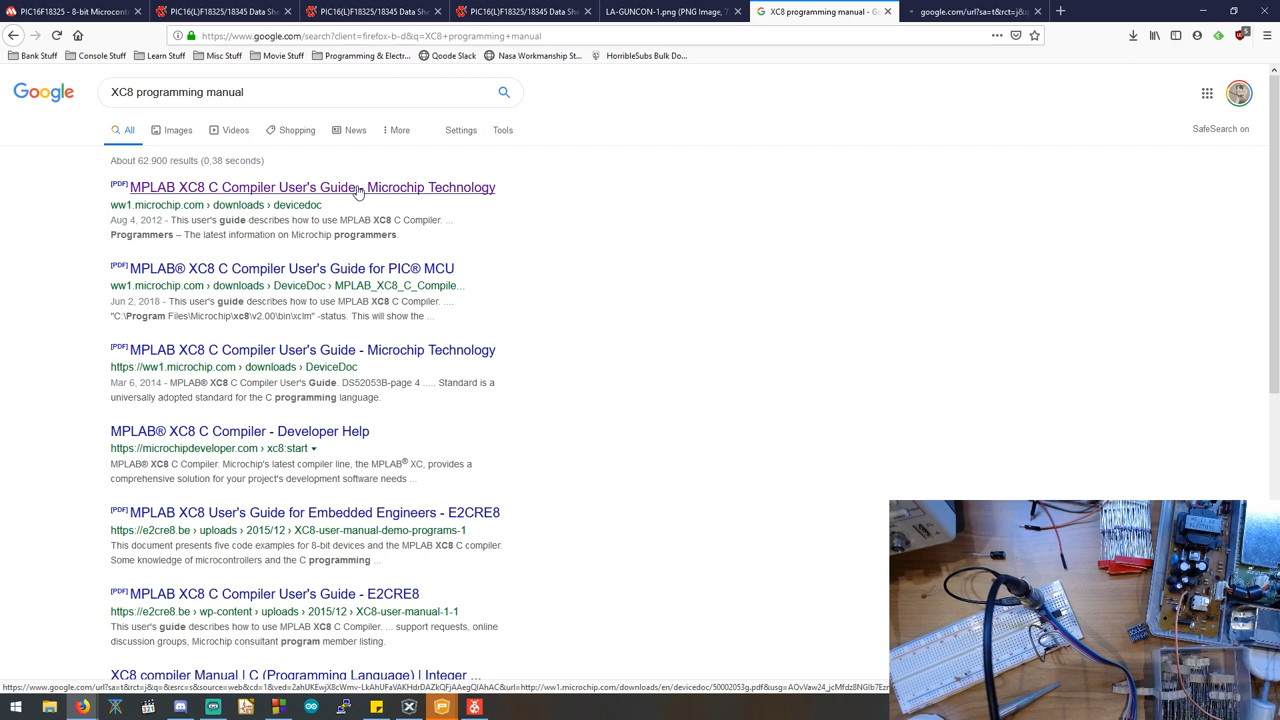 PIC16F18325 - 8-bit Microcont
PIC16(L)F18325/18345 Data She
PIC16(L)F18325/18345 Data She
PIC16(L)F18325/18345 Data She
LA-GUNCON-1.png (PNG Image, 7
XC8 programming manual - Go
google.com/url?sa=t&rct=j&q=
https://www.google.com/search?client=firefox-b-d&q=XC8+programming+manual
5
Bank Stuff
Console Stuff
Learn Stuff
Misc Stuff
Movie Stuff
Programming & Electr...
Qoode Slack
Nasa Workmanship St...
HorribleSubs Bulk Do...
Google
XC8 programming manual
All
Images
Videos
Shopping
News
More
Settings
Tools
SafeSearch on
About 62.900 results (0,38 seconds)
[PDF] MPLAB XC8 C Compiler User's Guide - Microchip Technology
ww1.microchip.com › downloads › devicedoc
Aug 4, 2012 - This user's guide describes how to use MPLAB XC8 C Compiler. ...
Programmers – The latest information on Microchip programmers.
[PDF] MPLAB® XC8 C Compiler User's Guide for PIC® MCU
ww1.microchip.com › downloads › DeviceDoc › MPLAB_XC8_C_Compile...
Jun 2, 2018 - This user's guide describes how to use MPLAB XC8 C Compiler. ....
"C:\Program Files\Microchip\xc8\v2.00\bin\xclm" -status. This will show the ...
[PDF] MPLAB XC8 C Compiler User's Guide - Microchip Technology
https://ww1.microchip.com › downloads › DeviceDoc
Mar 6, 2014 - MPLAB® XC8 C Compiler User's Guide. DS52053B-page 4 ..... Standard is a
universally adopted standard for the C programming language.
MPLAB® XC8 C Compiler - Developer Help
https://microchipdeveloper.com › xc8:start
MPLAB® XC8 C Compiler. Microchip's latest compiler line, the MPLAB® XC, provides a
comprehensive solution for your project's development software needs ...
[PDF] MPLAB XC8 User's Guide for Embedded Engineers - E2CRE8
https://e2cre8.be › uploads › 2015/12 › XC8-user-manual-demo-programs-1
This document presents five code examples for 8-bit devices and the MPLAB XC8 C compiler.
Some knowledge of microcontrollers and the C programming ...
[PDF] MPLAB XC8 C Compiler User's Guide - E2CRE8
https://e2cre8.be › wp-content › uploads › 2015/12 › XC8-user-manual-1-1
This user's guide describes how to use MPLAB XC8 C Compiler. ... support requests, online
discussion groups, Microchip consultant program member listing.
XC8 compiler Manual | C (Programming Language) | Integer ...